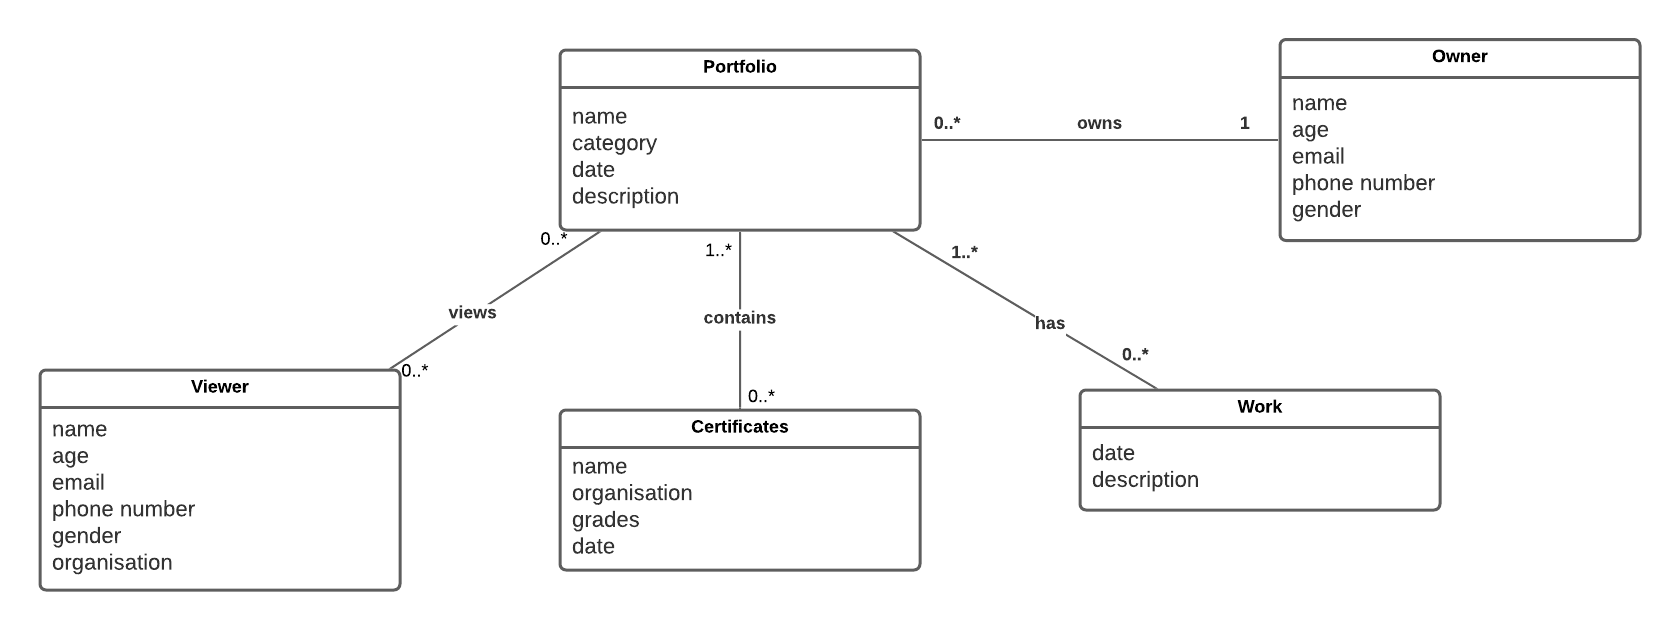 Portfolio
name
category
date
description
0..*
owns
1
Owner
name
age
email
phone number
gender
0..*
views
0..*
1..*
contains
0..*
1..*
has
0..*
Viewer
name
age
email
phone number
gender
organisation
Certificates
name
organisation
grades
date
Work
date
description